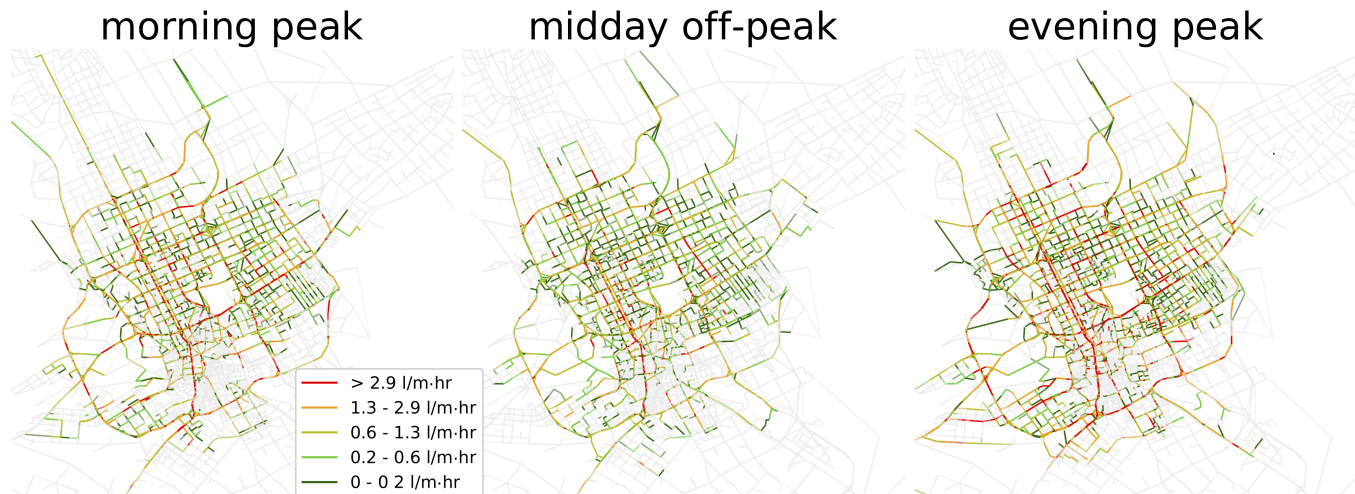 morning peak
midday off-peak
evening peak
> 2.9 l/m·hr
1.3 - 2.9 l/m·hr
0.6 - 1.3 l/m·hr
0.2 - 0.6 l/m·hr
0 - 0 2 l/m·hr